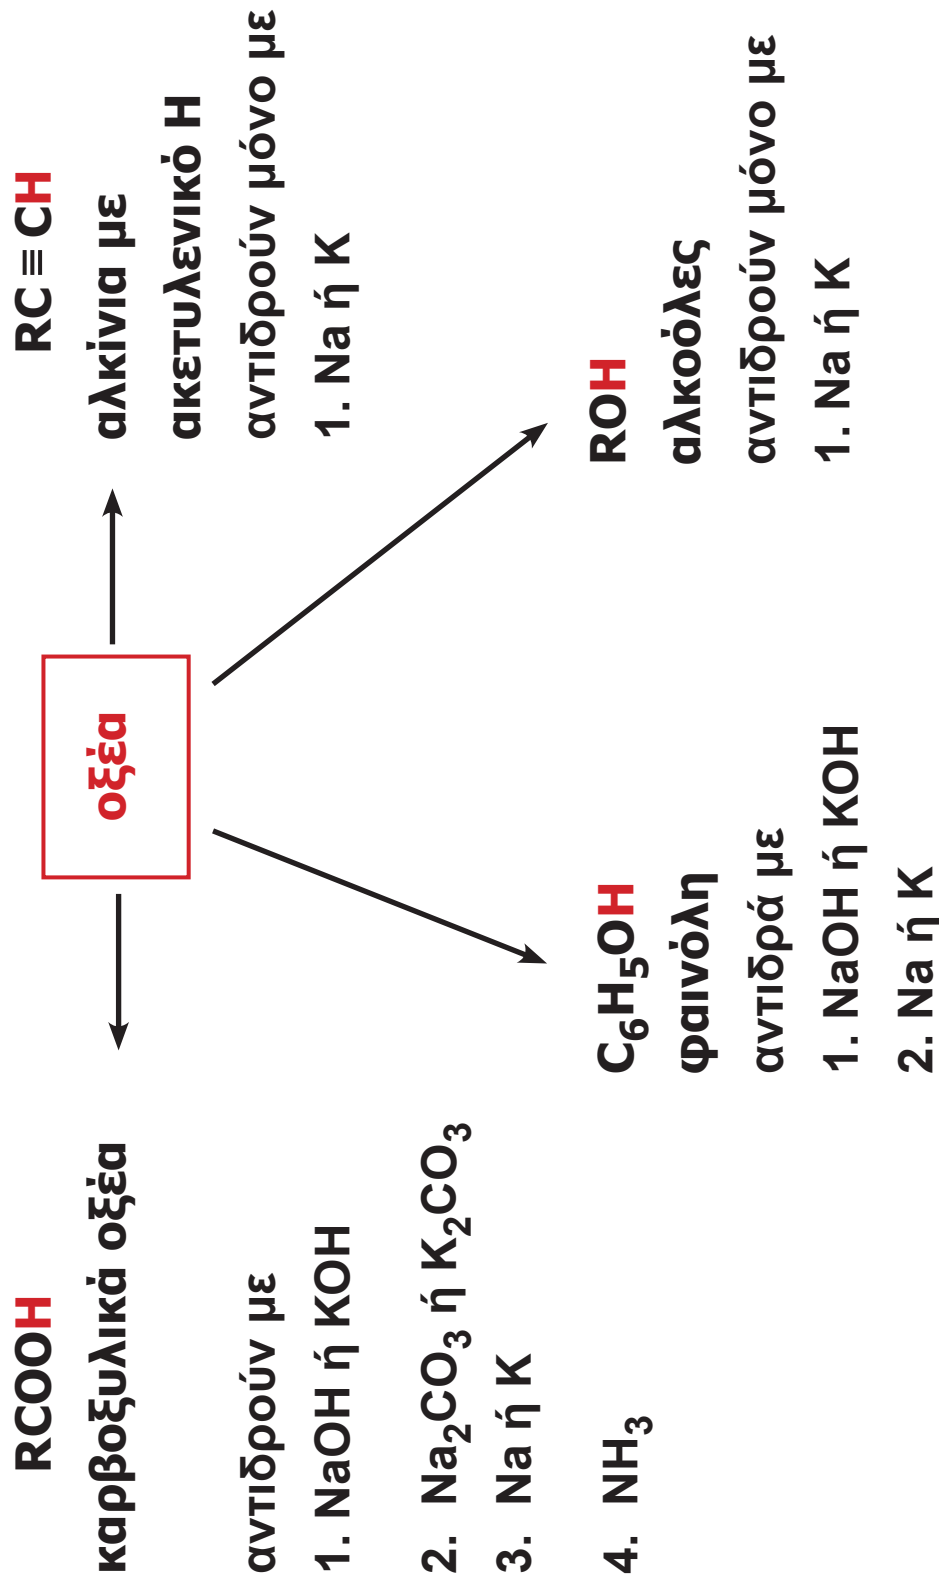 RCOOH
καρβοξυλικά οξέα
αντιδρούν με
1. NaOH ή KOH
2. Na₂CO₃ ή K₂CO₃
3. Na ή K
4. NH₃
οξέα
RC ≡ CH
αλκίνια με
ακετυλενικό Η
αντιδρούν μόνο με
1. Na ή K
C₆H₅OH
φαινόλη
αντιδρά με
1. NaOH ή KOH
2. Na ή K
ROH
αλκοόλες
αντιδρούν μόνο με
1. Na ή K